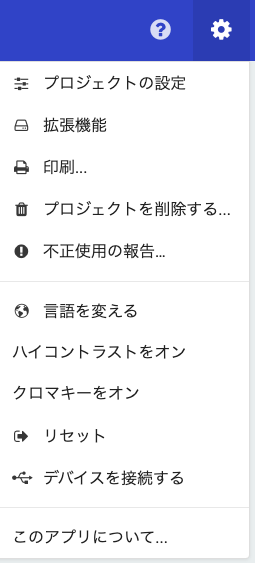 プロジェクトの設定
拡張機能
印刷...
プロジェクトを削除する...
不正使用の報告...
言語を変える
ハイコントラストをオン
クロマキーをオン
リセット
デバイスを接続する
このアプリについて...